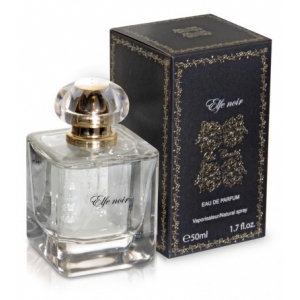 Elfe noir
Elfe noir
EAU DE PARFUM
Vaporisateur/Natural spray
℮50ml 1.7 fl.oz.